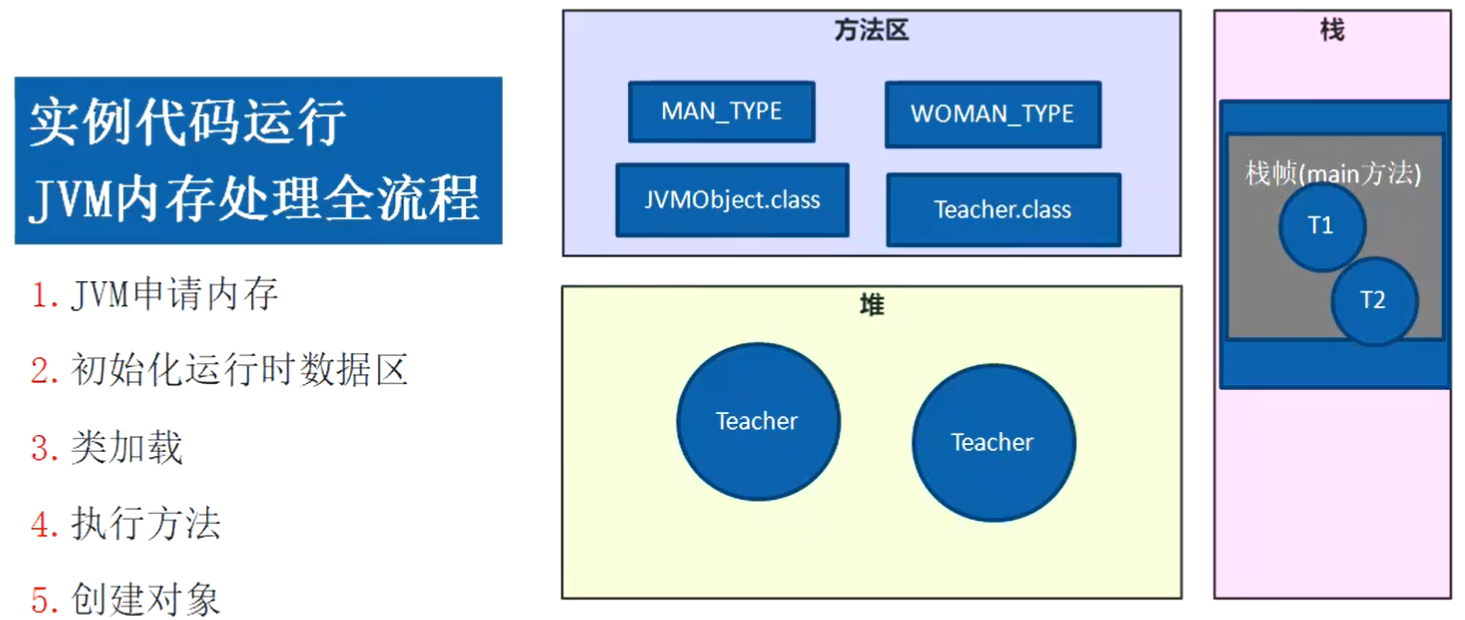 实例代码运行
JVM内存处理全流程
1. JVM申请内存
2. 初始化运行时数据区
3. 类加载
4. 执行方法
5. 创建对象
方法区
MAN_TYPE
WOMAN_TYPE
JVMObject.class
Teacher.class
堆
Teacher
Teacher
栈
栈帧(main方法)
T1
T2